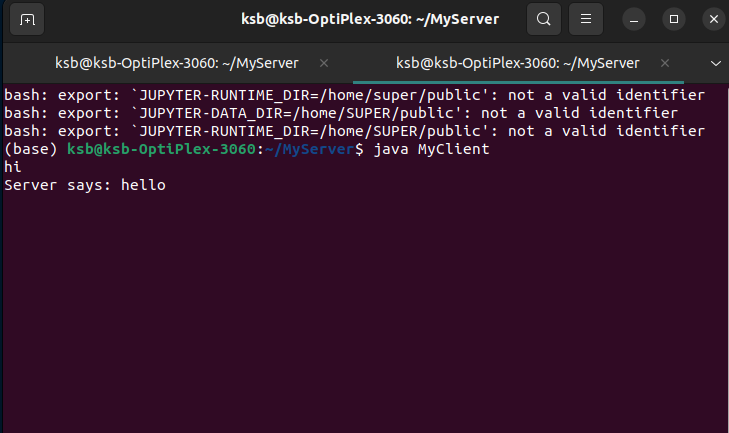 ksb@ksb-OptiPlex-3060: ~/MyServer
ksb@ksb-OptiPlex-3060: ~/MyServer
ksb@ksb-OptiPlex-3060: ~/MyServer
bash: export: `JUPYTER-RUNTIME_DIR=/home/super/public': not a valid identifier
bash: export: `JUPYTER-DATA_DIR=/home/SUPER/public': not a valid identifier
bash: export: `JUPYTER-RUNTIME_DIR=/home/SUPER/public': not a valid identifier
(base) ksb@ksb-OptiPlex-3060:~/MyServer$ java MyClient
hi
Server says: hello